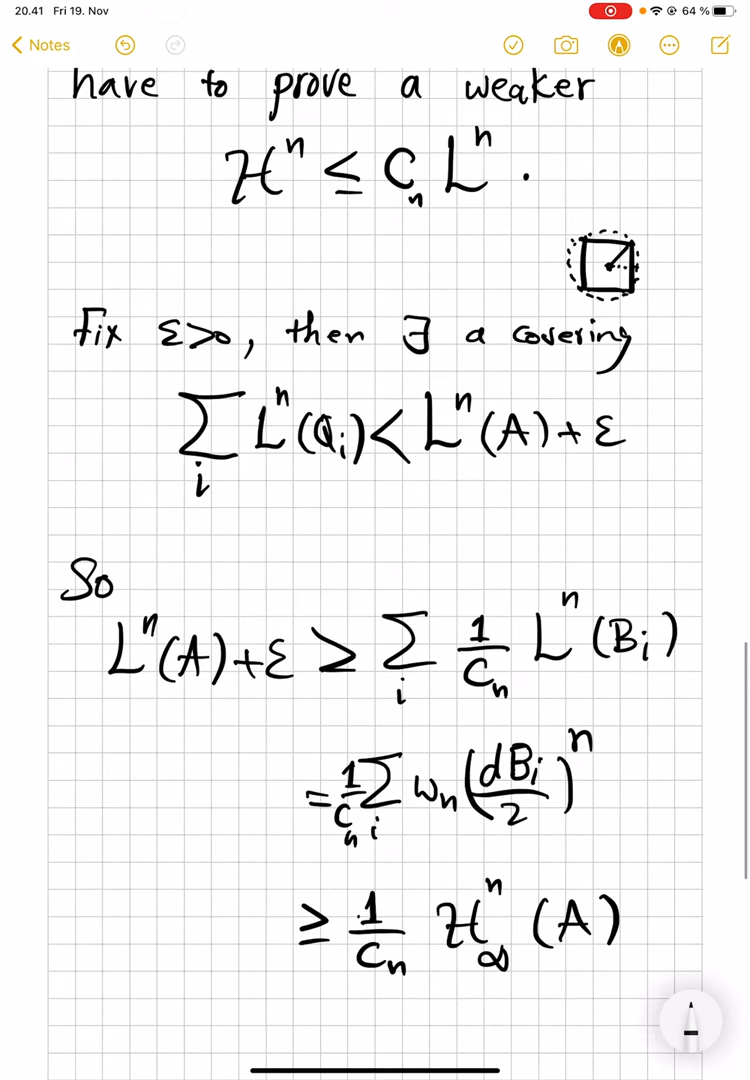 20.41 Fri 19. Nov
64 %
Notes
have to prove a weaker
ℋⁿ ≤ Cₙ Lⁿ .
Fix ε>0, then ∃ a covering
∑ᵢ Lⁿ(Qᵢ) < Lⁿ(A) + ε
So
Lⁿ(A) + ε ≥ ∑ᵢ 1/Cₙ Lⁿ(Bᵢ)
= 1/Cₙ ∑ᵢ ωₙ (dBᵢ/2)ⁿ
≥ 1/Cₙ ℋⁿ_∞ (A)